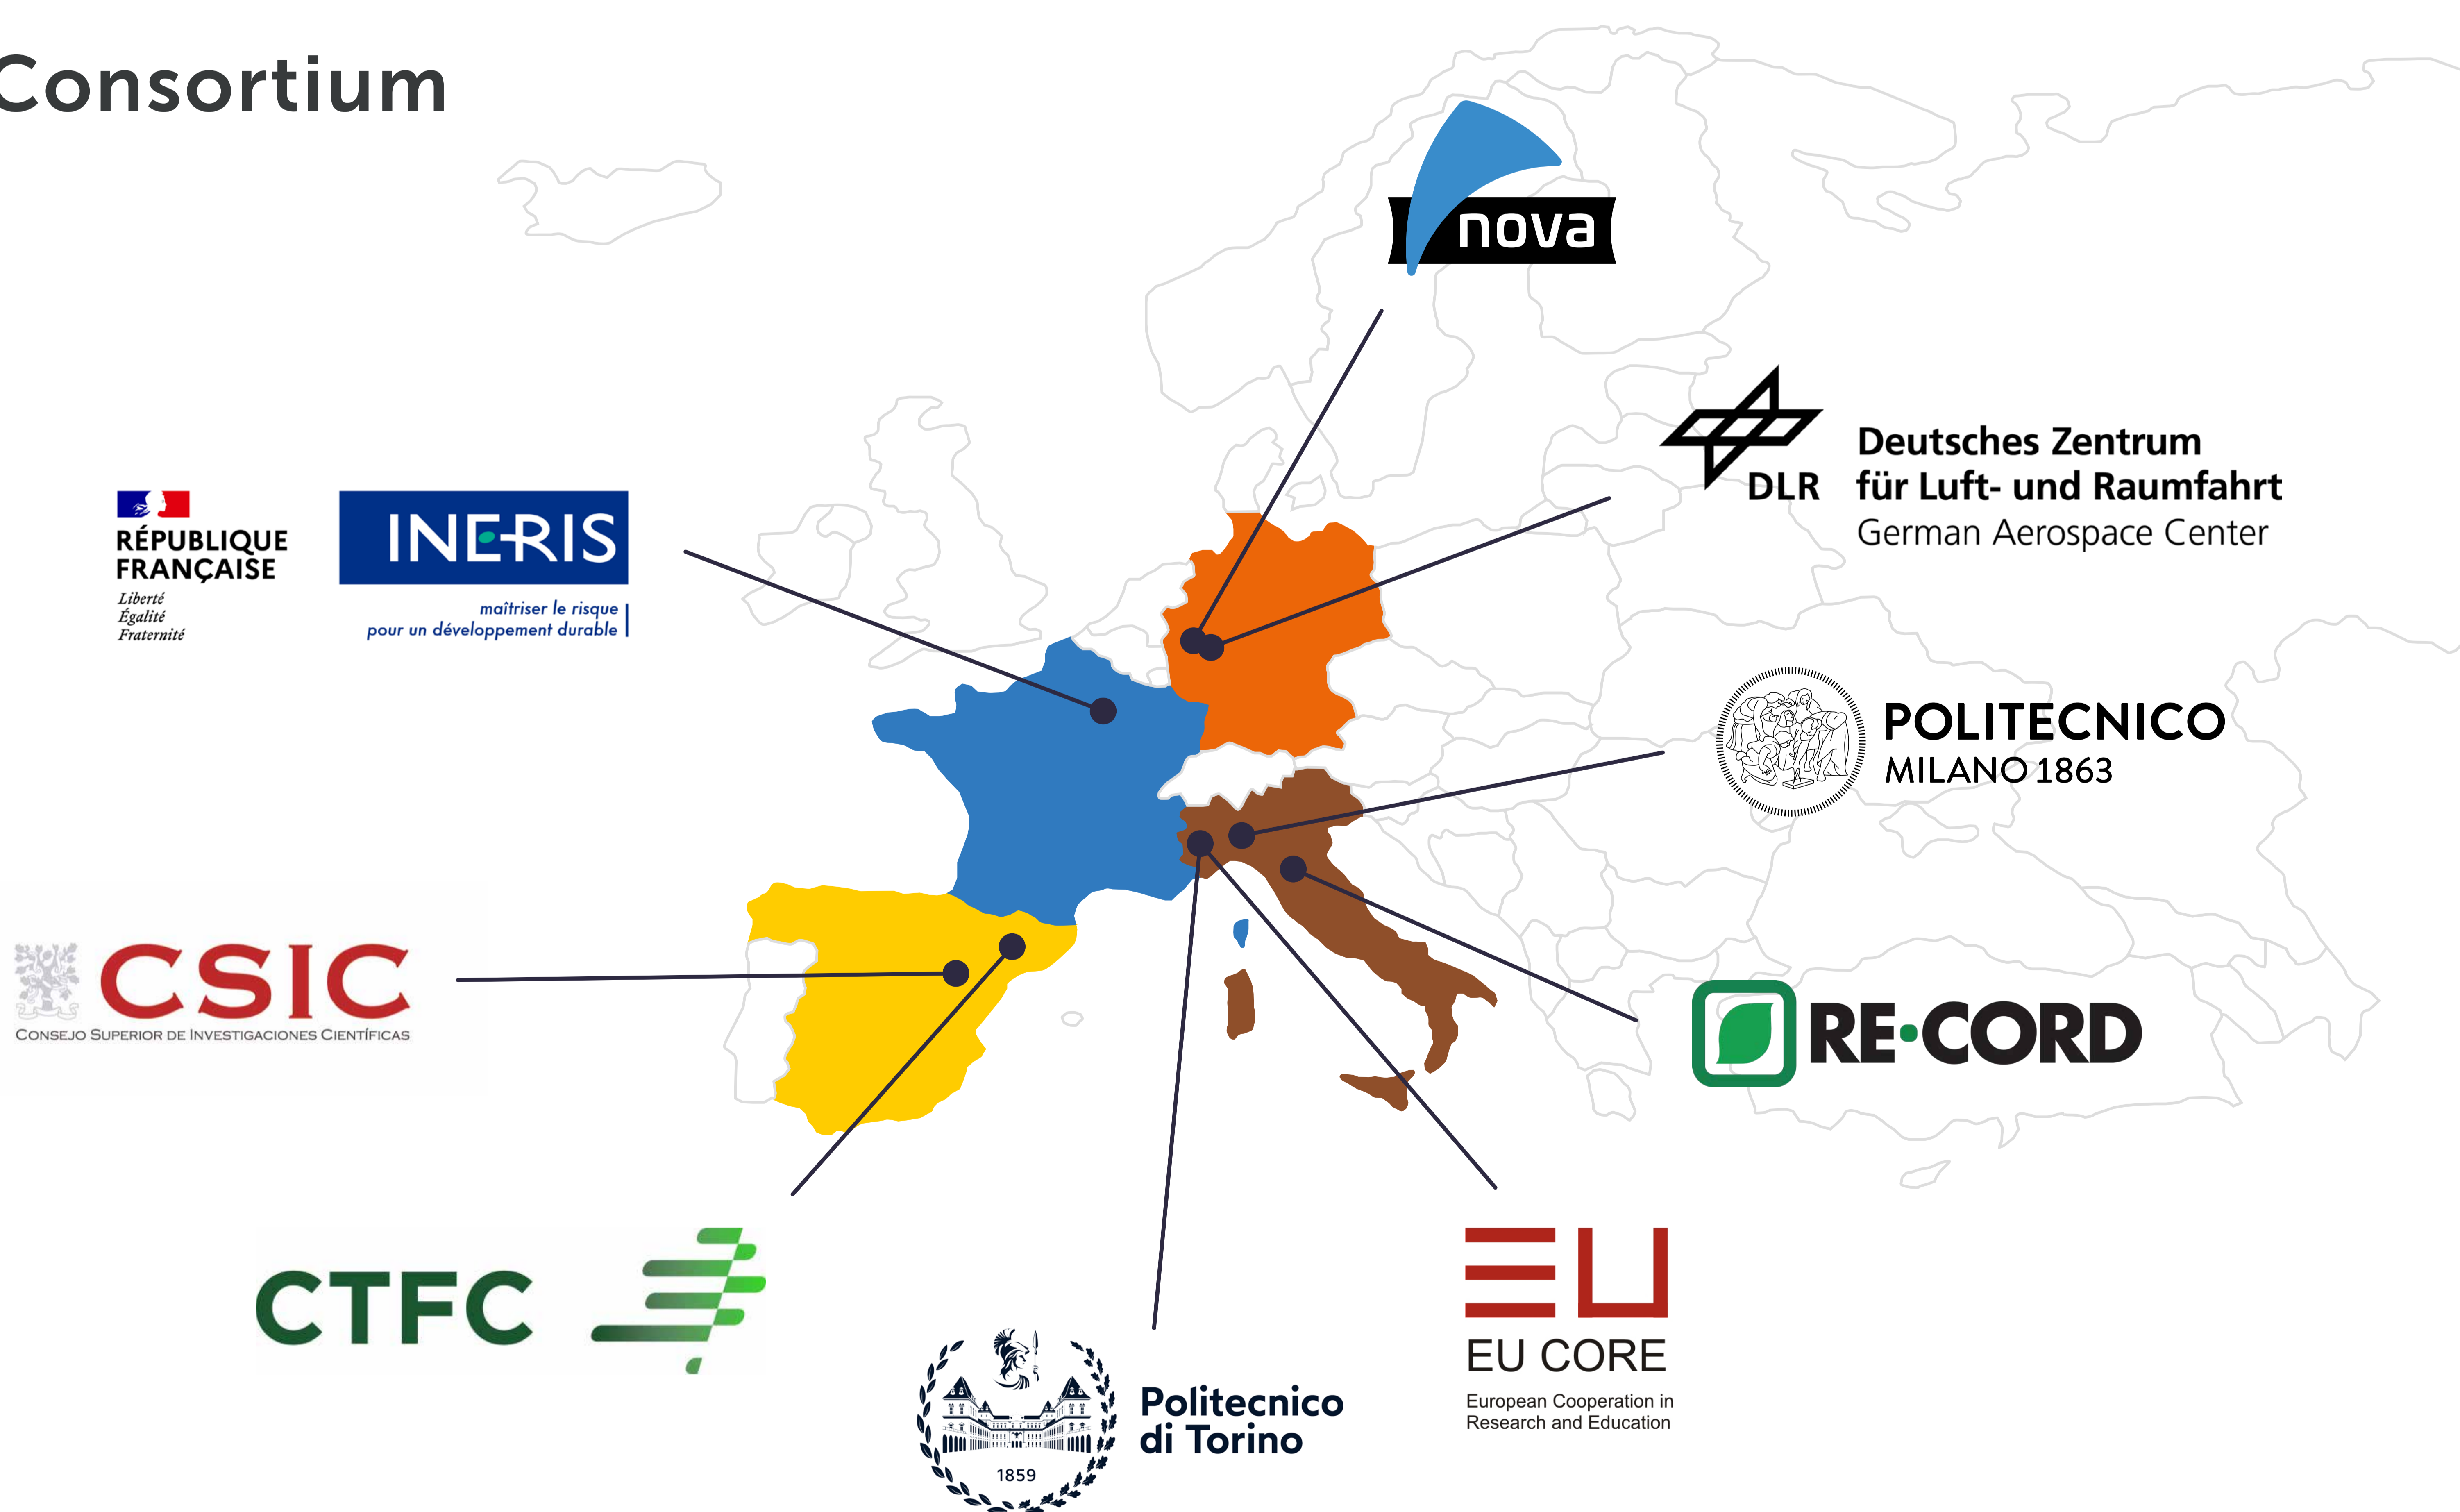 Consortium
nova
DLR
Deutsches Zentrum
für Luft- und Raumfahrt
German Aerospace Center
RÉPUBLIQUE
FRANÇAISE
Liberté
Égalité
Fraternité
INERIS
maîtriser le risque
pour un développement durable
POLITECNICO
MILANO 1863
CSIC
CONSEJO SUPERIOR DE INVESTIGACIONES CIENTÍFICAS
RE·CORD
CTFC
Politecnico
di Torino
1859
EU
EU CORE
European Cooperation in
Research and Education